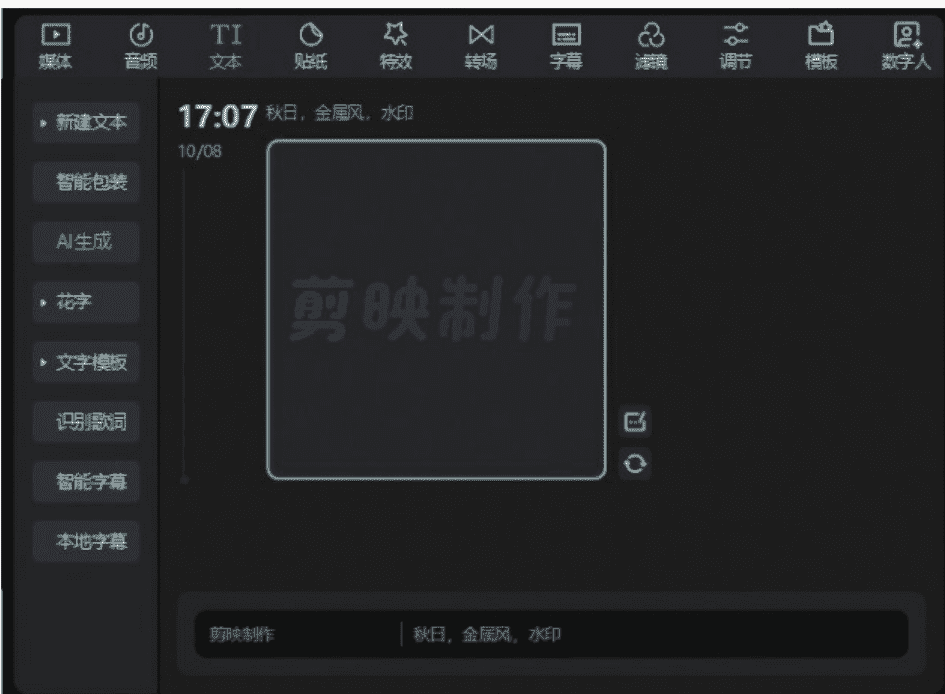 媒体 音频 TI 文本 贴纸 特效 转场 字幕 滤镜 调节 模板 数字人
新建文本
智能包装
AI生成
花字
文字模板
识别歌词
智能字幕
本地字幕
17:07 秋日，金属风，水印
10/08
剪映制作
剪映制作 秋日，金属风，水印